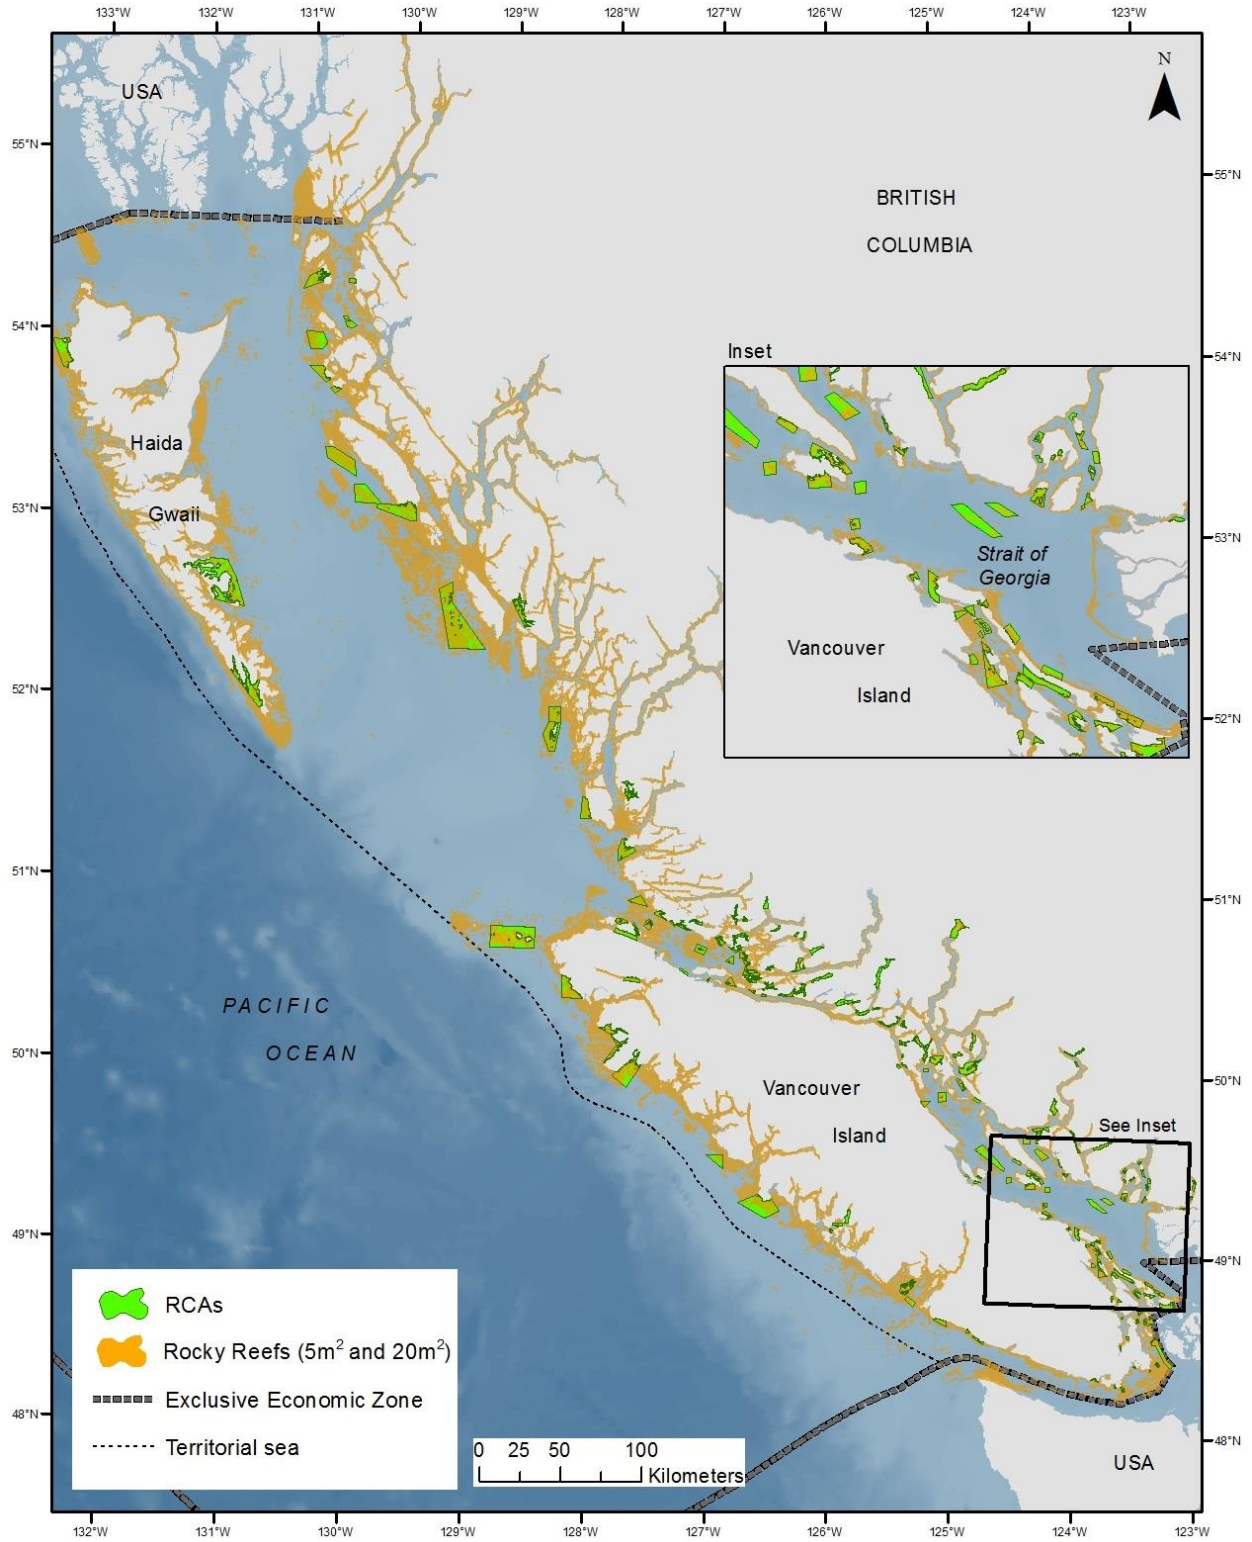 133°W 132°W 131°W 130°W 129°W 128°W 127°W 126°W 125°W 124°W 123°W
N
USA
55°N
55°N
BRITISH
COLUMBIA
54°N
54°N
Inset
Haida
53°N
Gwaii
53°N
Strait of
Georgia
Vancouver
Island
52°N
52°N
51°N
51°N
PACIFIC
OCEAN
50°N
50°N
Vancouver
Island
See Inset
49°N
49°N
RCAs
Rocky Reefs (5m² and 20m²)
Exclusive Economic Zone
Territorial sea
48°N
48°N
0 25 50 100
Kilometers
USA
132°W 131°W 130°W 129°W 128°W 127°W 126°W 125°W 124°W 123°W